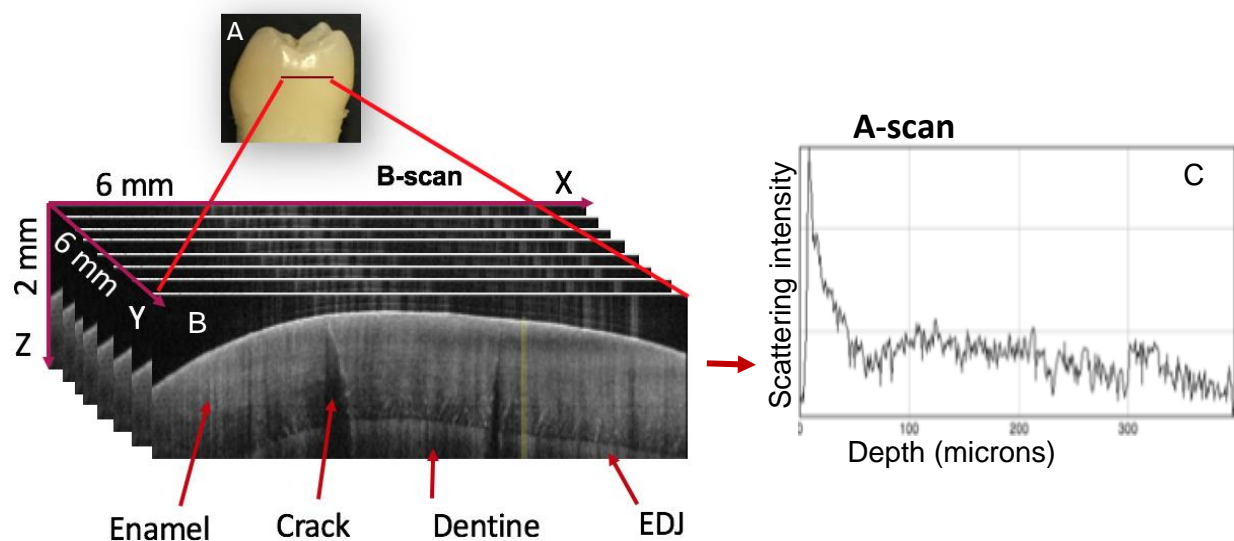 A
6 mm
B-scan
X
2 mm
6 mm
Y
Z
B
Enamel
Crack
Dentine
EDJ
A-scan
C
Scattering intensity
0
100
200
300
Depth (microns)